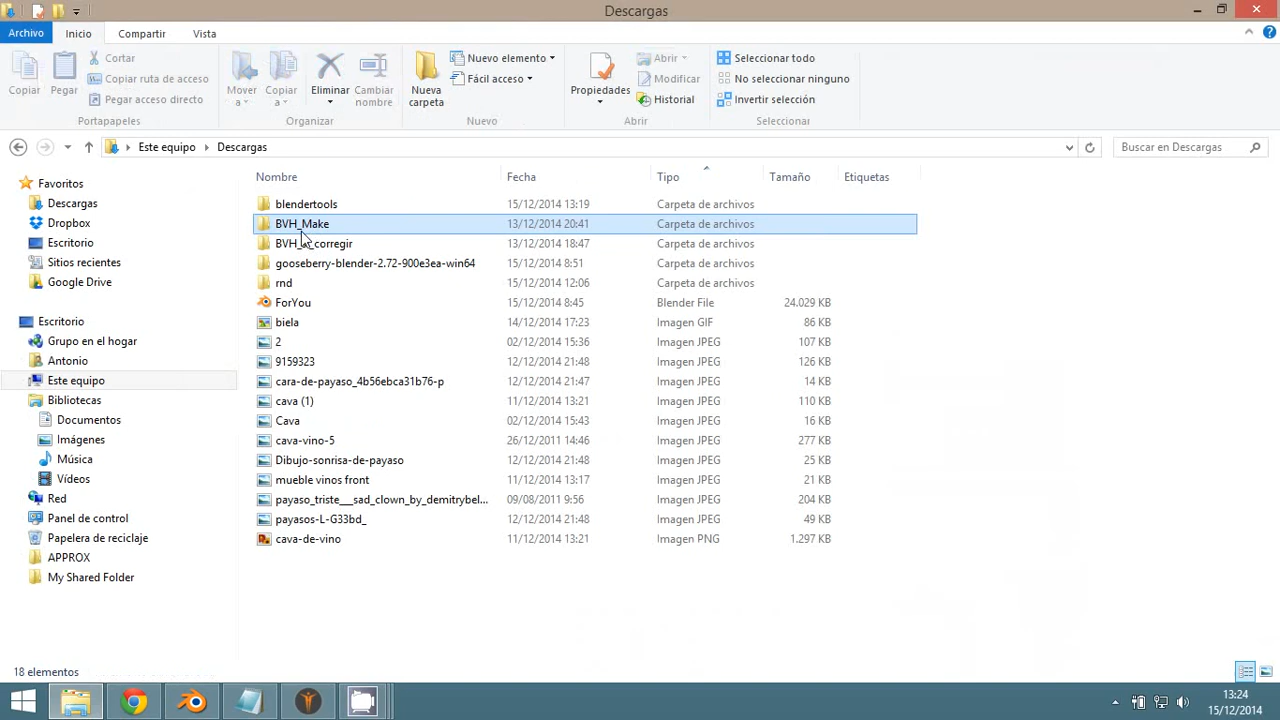 Descargas
Archivo Inicio Compartir Vista
Copiar Pegar Cortar Copiar ruta de acceso Pegar acceso directo
Portapapeles
Mover a Copiar a Eliminar Cambiar nombre
Organizar
Nueva carpeta Nuevo elemento Fácil acceso
Nuevo
Propiedades Abrir Modificar Historial
Abrir
Seleccionar todo
No seleccionar ninguno
Invertir selección
Seleccionar
Este equipo Descargas Buscar en Descargas
Favoritos
Descargas
Dropbox
Escritorio
Sitios recientes
Google Drive
Escritorio
Grupo en el hogar
Antonio
Este equipo
Bibliotecas
Documentos
Imágenes
Música
Vídeos
Red
Panel de control
Papelera de reciclaje
APPROX
My Shared Folder
Nombre Fecha Tipo Tamaño Etiquetas
blendertools 15/12/2014 13:19 Carpeta de archivos
BVH_Make 13/12/2014 20:41 Carpeta de archivos
BVH_ corregir 13/12/2014 18:47 Carpeta de archivos
gooseberry-blender-2.72-900e3ea-win64 15/12/2014 8:51 Carpeta de archivos
rnd 15/12/2014 12:06 Carpeta de archivos
ForYou 15/12/2014 8:45 Blender File 24.029 KB
biela 14/12/2014 17:23 Imagen GIF 86 KB
2 02/12/2014 15:36 Imagen JPEG 107 KB
9159323 12/12/2014 21:48 Imagen JPEG 126 KB
cara-de-payaso_4b56ebca31b76-p 12/12/2014 21:47 Imagen JPEG 14 KB
cava (1) 11/12/2014 13:21 Imagen JPEG 110 KB
Cava 02/12/2014 15:43 Imagen JPEG 16 KB
cava-vino-5 26/12/2011 14:46 Imagen JPEG 277 KB
Dibujo-sonrisa-de-payaso 12/12/2014 21:48 Imagen JPEG 25 KB
mueble vinos front 11/12/2014 13:17 Imagen JPEG 21 KB
payaso_triste___sad_clown_by_demitrybel... 09/08/2011 9:56 Imagen JPEG 204 KB
payasos-L-G33bd_ 12/12/2014 21:48 Imagen JPEG 49 KB
cava-de-vino 11/12/2014 13:21 Imagen PNG 1.297 KB
18 elementos
13:24
15/12/2014